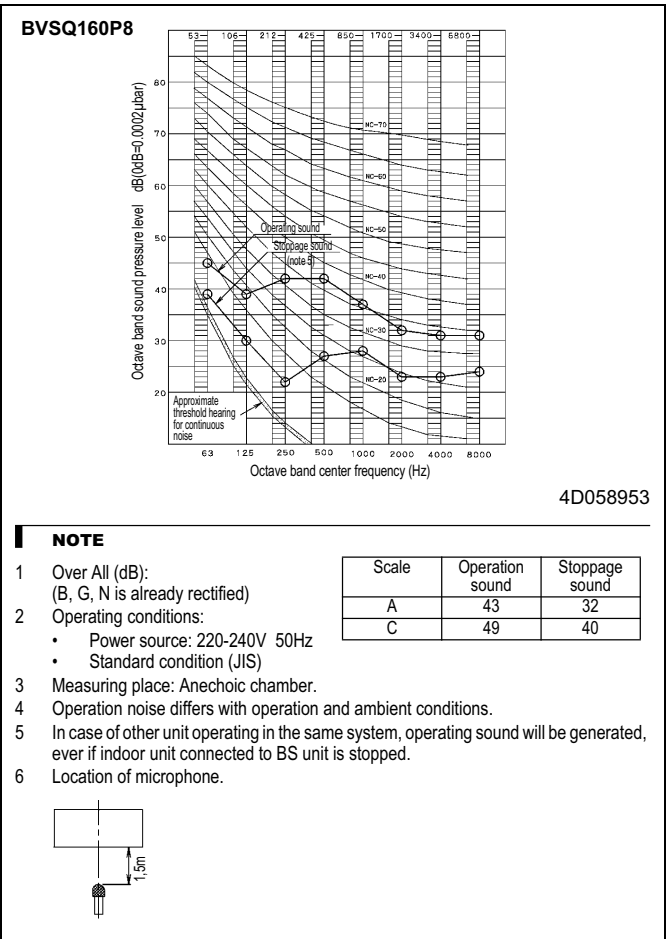 BVSQ160P8
53 106 212 425 850 1700 3400 6800
Octave band sound pressure level dB(0dB=0.0002μbar)
80
70
60
50
40
30
20
NC-70
NC-60
NC-50
NC-40
NC-30
NC-20
Operating sound
Stoppage sound
(note 5)
Approximate
threshold hearing
for continuous
noise
63 125 250 500 1000 2000 4000 8000
Octave band center frequency (Hz)
4D058953
NOTE
1 Over All (dB):
(B, G, N is already rectified)
Scale Operation sound Stoppage sound
A 43 32
C 49 40
2 Operating conditions:
• Power source: 220-240V 50Hz
• Standard condition (JIS)
3 Measuring place: Anechoic chamber.
4 Operation noise differs with operation and ambient conditions.
5 In case of other unit operating in the same system, operating sound will be generated,
ever if indoor unit connected to BS unit is stopped.
6 Location of microphone.
1,5m